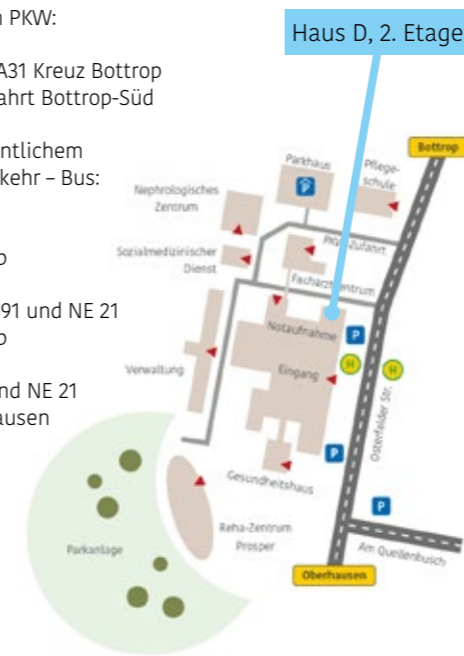 PKW:
A31 Kreuz Bottrop
ahrt Bottrop-Süd
ntlichem
kehr – Bus:
91 und NE 21
nd NE 21
ausen
Haus D, 2. Etage
Bottrop
Parkhaus
Pflege-
schule
Nephrologisches
Zentrum
PKW-Zufahrt
Sozialmedizinischer
Dienst
Facharztzentrum
Notaufnahme
P
H
H
Verwaltung
Eingang
Osterfelder Str.
P
Gesundheitshaus
P
Reha-Zentrum
Prosper
Parkanlage
Am Quellenbusch
Oberhausen